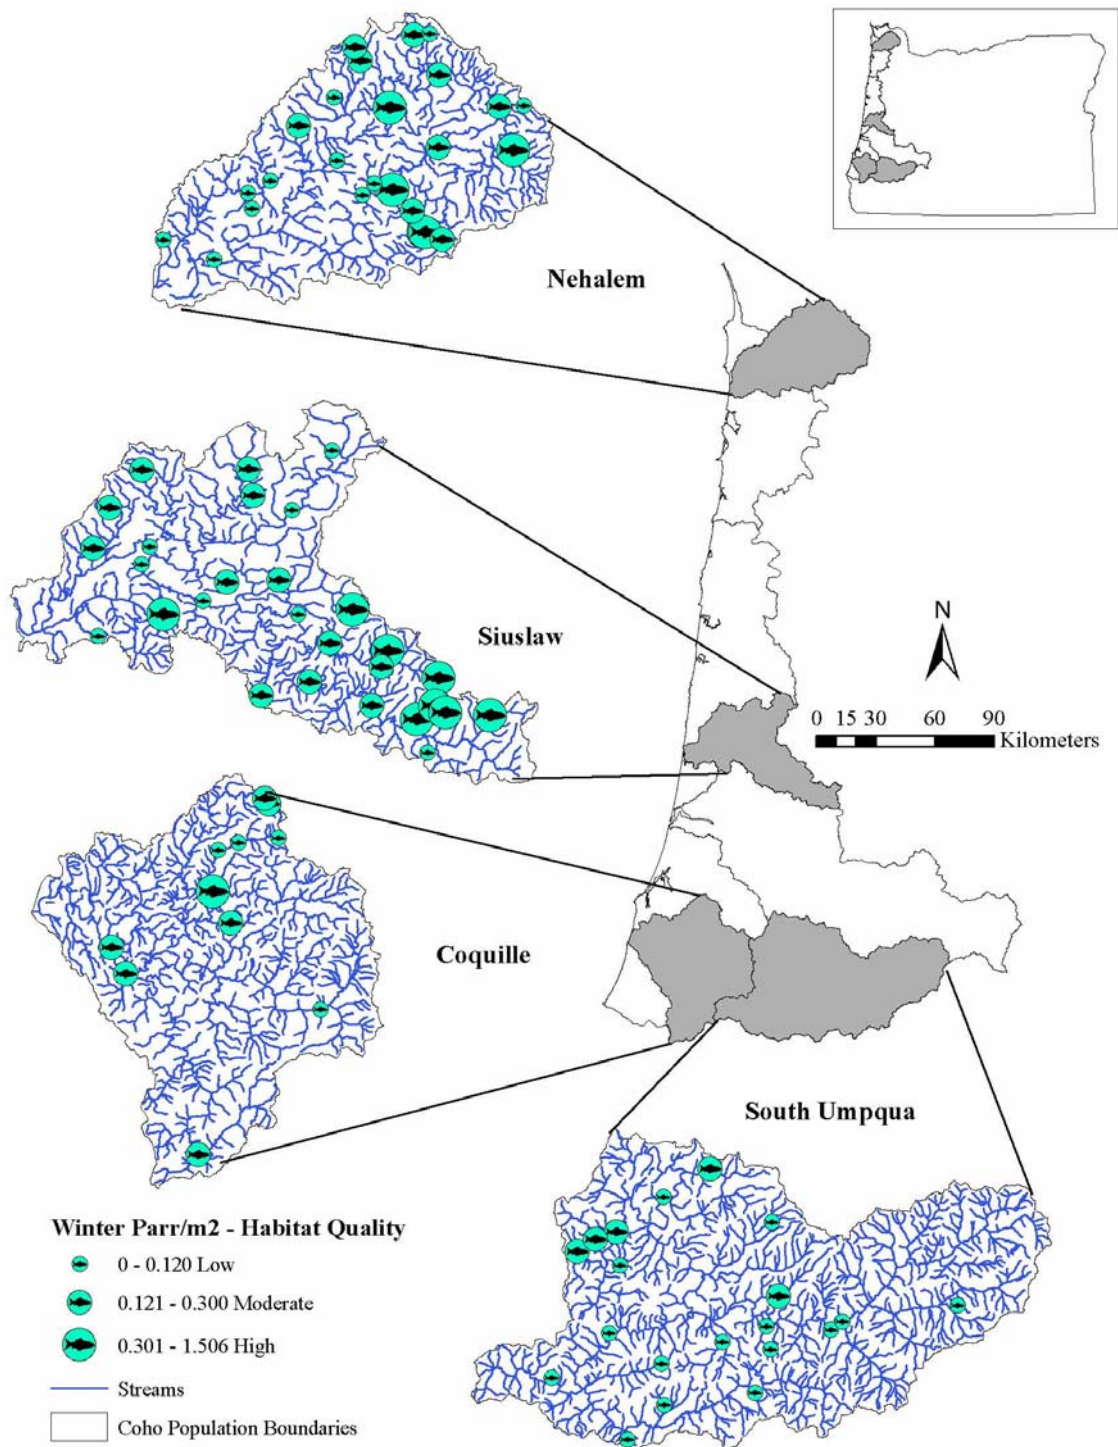 Nehalem
Siuslaw
N
0 15 30 60 90
Kilometers
Coquille
South Umpqua
Winter Parr/m2 - Habitat Quality
0 - 0.120 Low
0.121 - 0.300 Moderate
0.301 - 1.506 High
Streams
Coho Population Boundaries